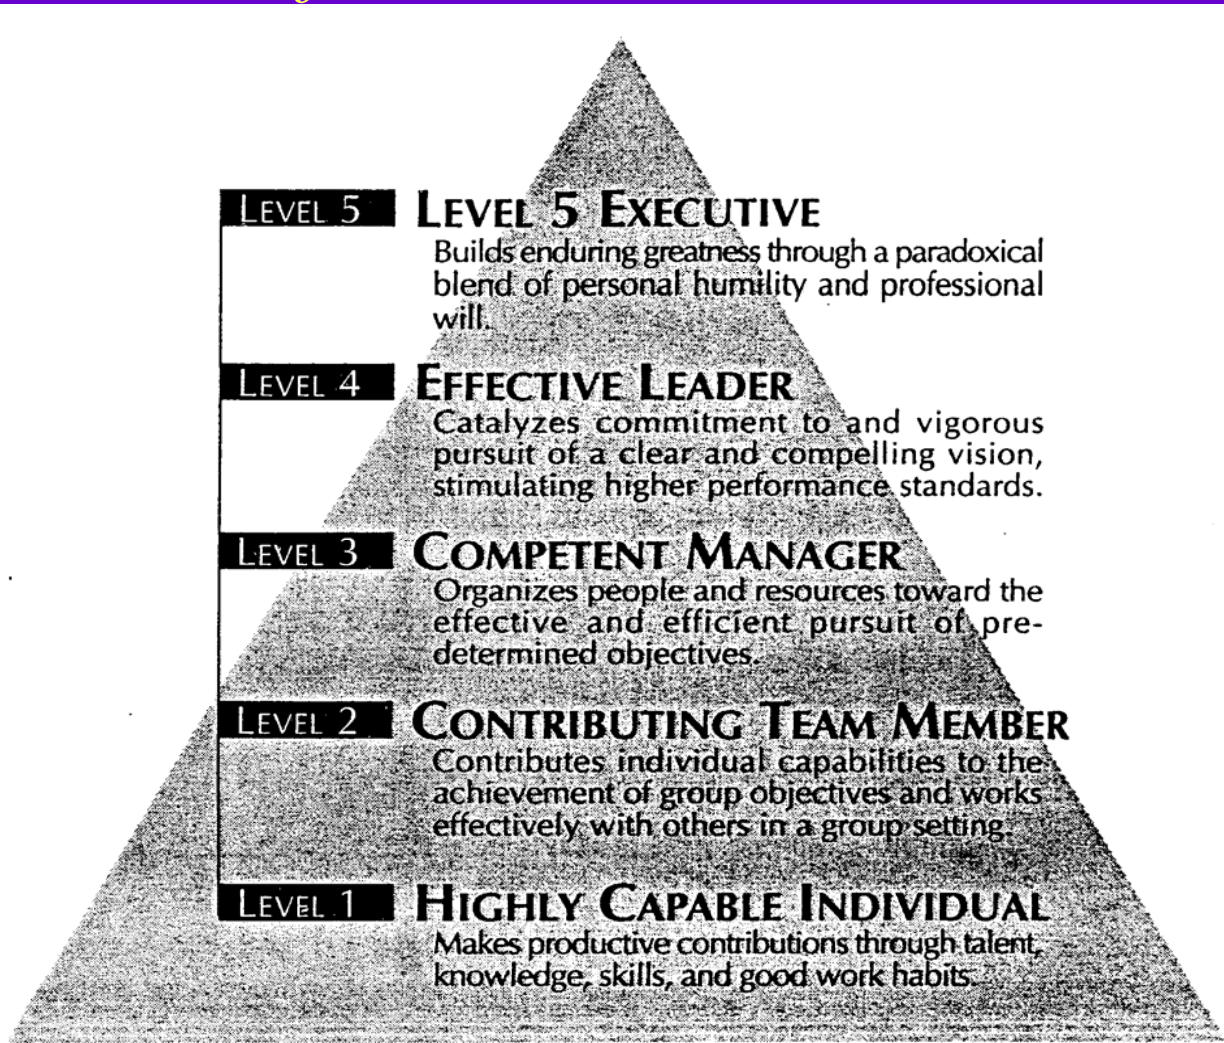 LEVEL 5 LEVEL 5 EXECUTIVE
Builds enduring greatness through a paradoxical
blend of personal humility and professional
will.
LEVEL 4 EFFECTIVE LEADER
Catalyzes commitment to and vigorous
pursuit of a clear and compelling vision,
stimulating higher performance standards.
LEVEL 3 COMPETENT MANAGER
Organizes people and resources toward the
effective and efficient pursuit of pre-
determined objectives.
LEVEL 2 CONTRIBUTING TEAM MEMBER
Contributes individual capabilities to the
achievement of group objectives and works
effectively with others in a group setting.
LEVEL 1 HIGHLY CAPABLE INDIVIDUAL
Makes productive contributions through talent,
knowledge, skills, and good work habits.